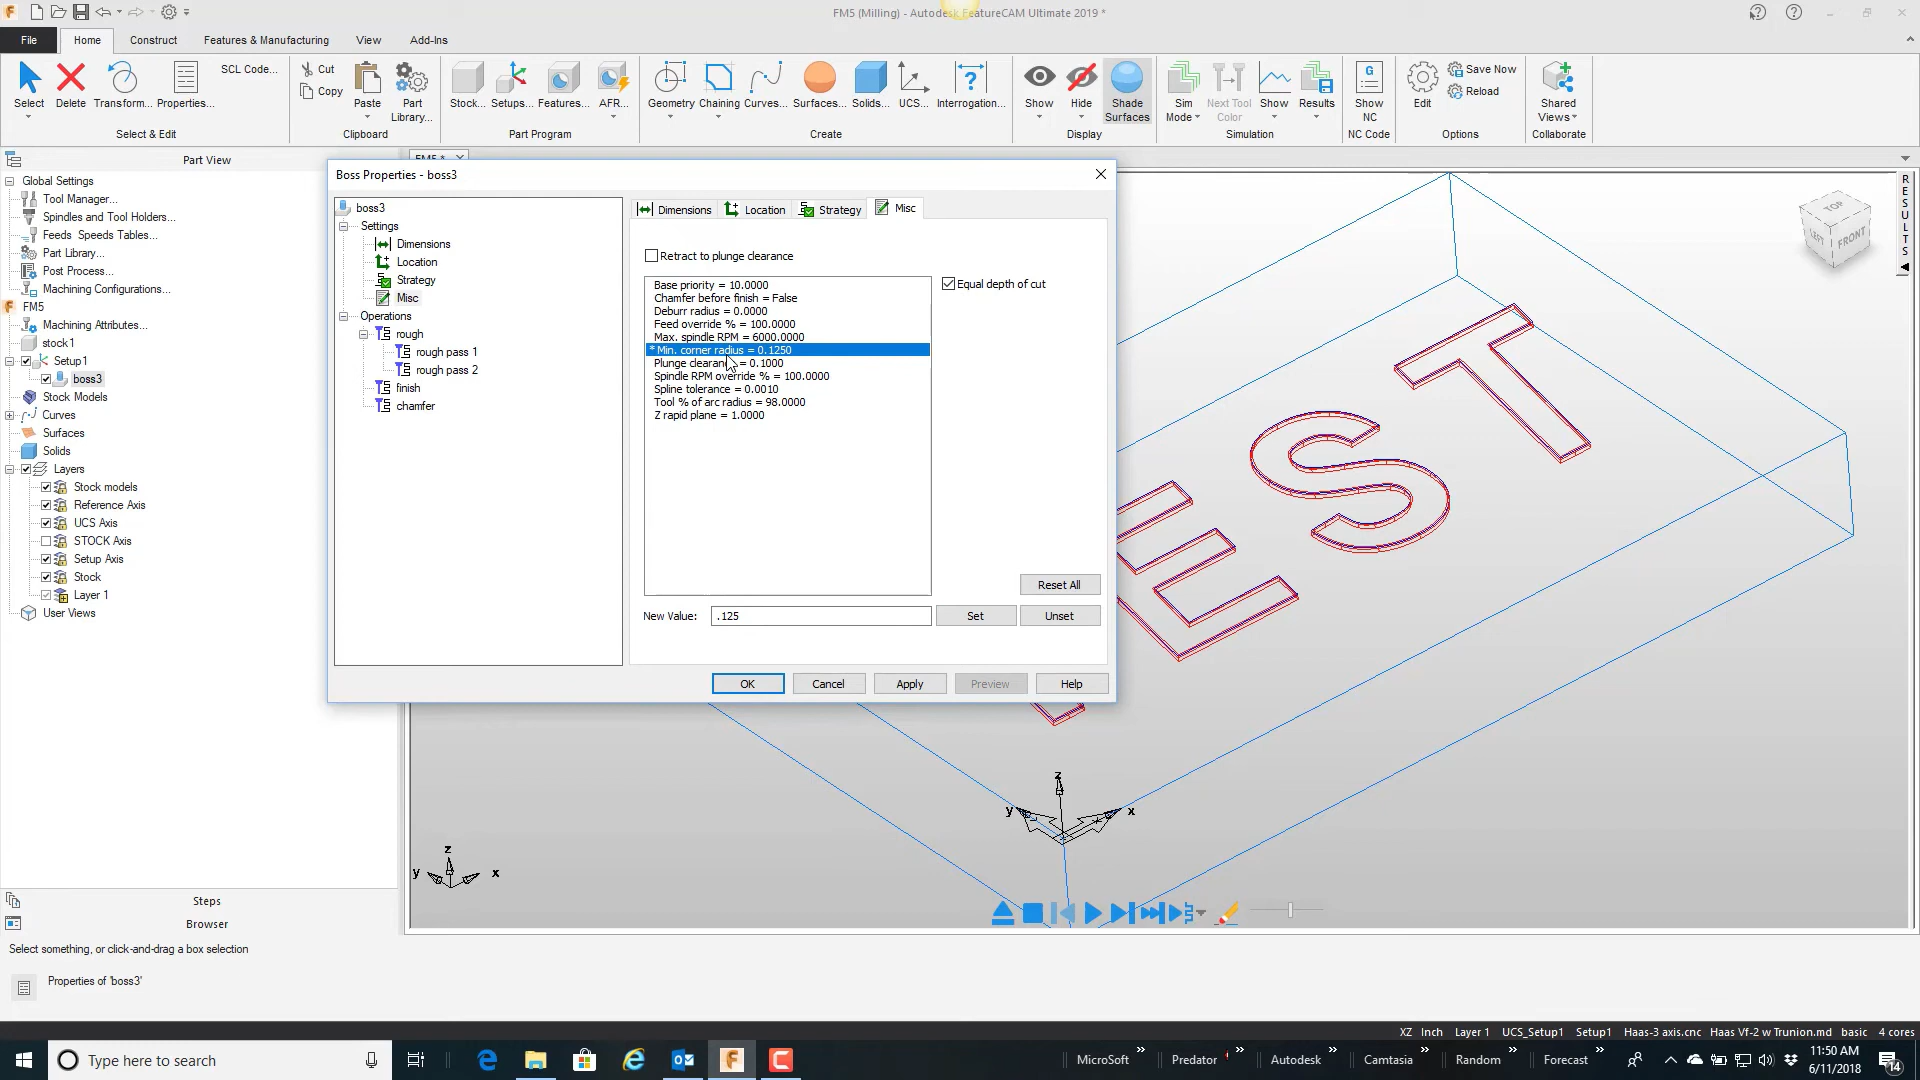 FM5 (Milling) - Autodesk FeatureCAM Ultimate 2019 *
File Home Construct Features & Manufacturing View Add-Ins
Select Delete Transform... Properties... SCL Code...
Select & Edit
Cut Copy Paste Part Library...
Clipboard
Stock... Setups... Features... AFR...
Part Program
Geometry Chaining Curves... Surfaces... Solids... UCS... Interrogation...
Create
Show Hide Shade Surfaces
Display
Sim Mode Next Tool Color Show Results
Simulation
Show NC
NC Code
Edit Save Now Reload
Options
Shared Views
Collaborate
Part View
Global Settings
Tool Manager...
Spindles and Tool Holders...
Feeds Speeds Tables...
Part Library...
Post Process...
Machining Configurations...
FM5
Machining Attributes...
stock1
Setup1
boss3
Stock Models
Curves
Surfaces
Solids
Layers
Stock models
Reference Axis
UCS Axis
STOCK Axis
Setup Axis
Stock
Layer 1
User Views
Steps
Browser
FM5 *
Boss Properties - boss3
boss3
Settings
Dimensions
Location
Strategy
Misc
Operations
rough
rough pass 1
rough pass 2
finish
chamfer
Dimensions Location Strategy Misc
Retract to plunge clearance
Base priority = 10.0000
Chamfer before finish = False
Deburr radius = 0.0000
Feed override % = 100.0000
Max. spindle RPM = 6000.0000
* Min. corner radius = 0.1250
Plunge clearance = 0.1000
Spindle RPM override % = 100.0000
Spline tolerance = 0.0010
Tool % of arc radius = 98.0000
Z rapid plane = 1.0000
Equal depth of cut
Reset All
New Value: .125 Set Unset
OK Cancel Apply Preview Help
TOP
LEFT FRONT
RESULTS
EST
z
y x
z
y x
Select something, or click-and-drag a box selection
Properties of 'boss3'
XZ Inch Layer 1 UCS_Setup1 Setup1 Haas-3 axis.cnc Haas Vf-2 w Trunion.md basic 4 cores
Type here to search
MicroSoft » Predator » Autodesk » Camtasia » Random » Forecast »
11:50 AM
6/11/2018
14